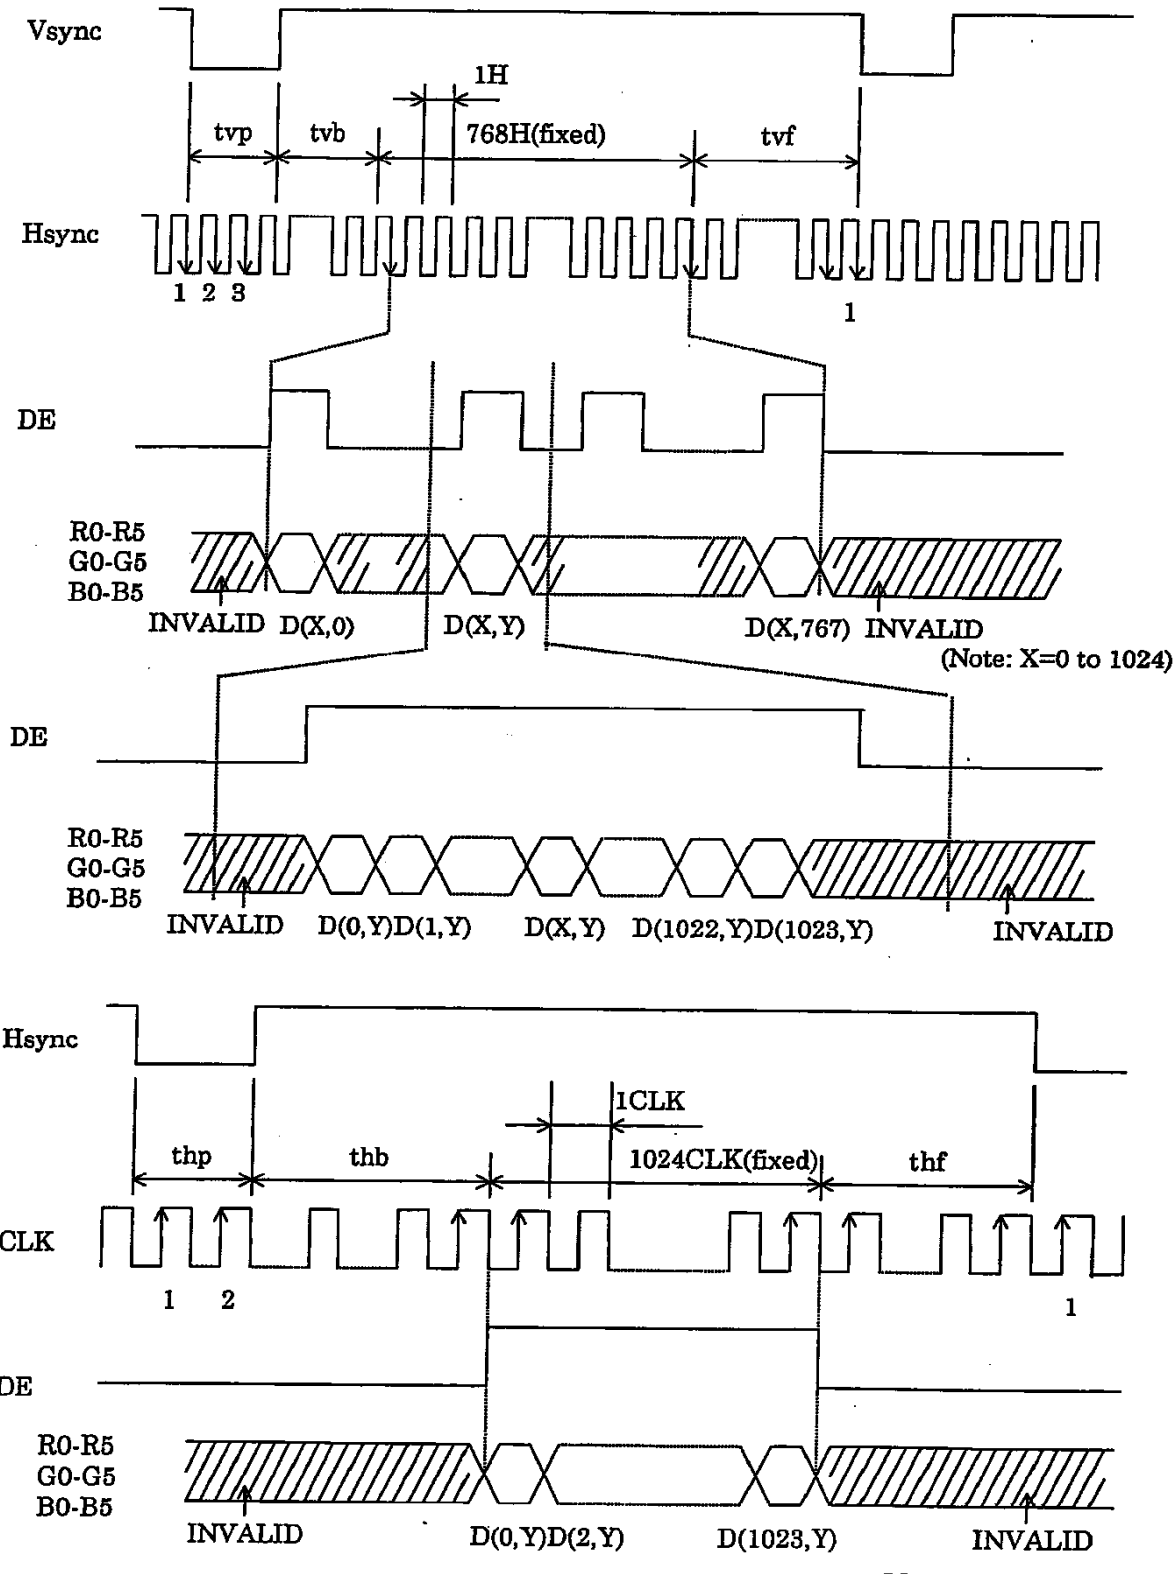 Vsync
1H
tvp tvb 768H(fixed) tvf
Hsync
1 2 3
1
DE
R0-R5
G0-G5
B0-B5
INVALID D(X,0) D(X,Y) D(X,767) INVALID
(Note: X=0 to 1024)
DE
R0-R5
G0-G5
B0-B5
INVALID D(0,Y)D(1,Y) D(X,Y) D(1022,Y)D(1023,Y) INVALID
Hsync
1CLK
thp thb 1024CLK(fixed) thf
CLK
1 2 1
DE
R0-R5
G0-G5
B0-B5
INVALID D(0,Y)D(2,Y) D(1023,Y) INVALID